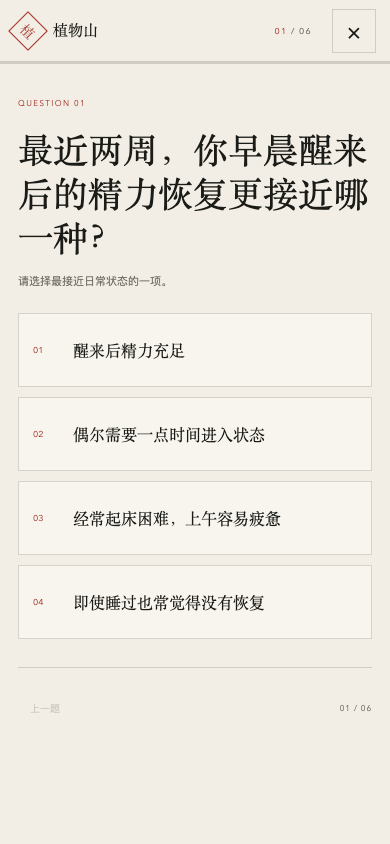 植 植物山
01 / 06
×
QUESTION 01
最近两周，你早晨醒来
后的精力恢复更接近哪
一种？
请选择最接近日常状态的一项。
01 醒来后精力充足
02 偶尔需要一点时间进入状态
03 经常起床困难，上午容易疲惫
04 即使睡过也常觉得没有恢复
上一题
01 / 06